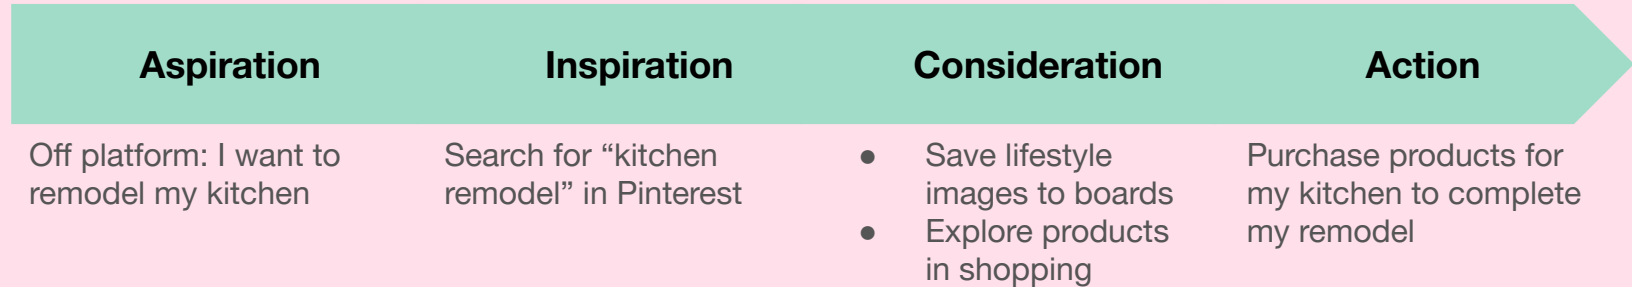 Aspiration
Inspiration
Consideration
Action
Off platform: I want to
remodel my kitchen
Search for “kitchen
remodel” in Pinterest
● Save lifestyle
images to boards
● Explore products
in shopping
Purchase products for
my kitchen to complete
my remodel